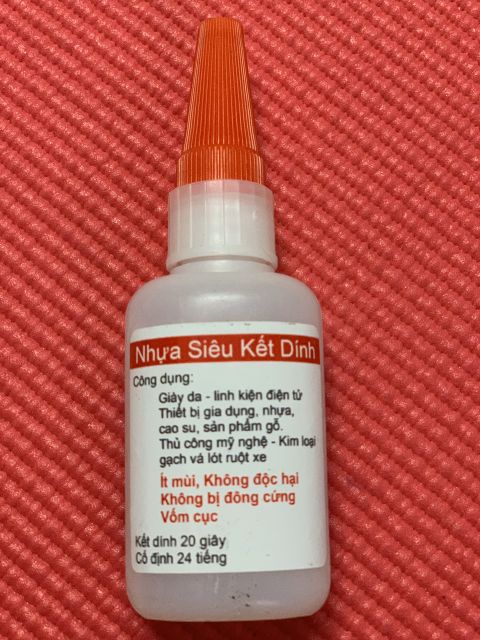 Nhựa Siêu Kết Dính
Công dụng:
Giày da - linh kiện điện tử
Thiết bị gia dụng, nhựa,
cao su, sản phẩm gỗ.
Thủ công mỹ nghệ - Kim loại
gạch vá lót ruột xe
Ít mùi, Không độc hại
Không bị đông cứng
Vốm cục
Kết dính 20 giây
Cố định 24 tiếng